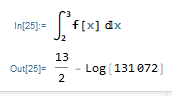 In[25]:= ∫₂³ f[x] dx
Out[25]= 13/2 - Log[131072]